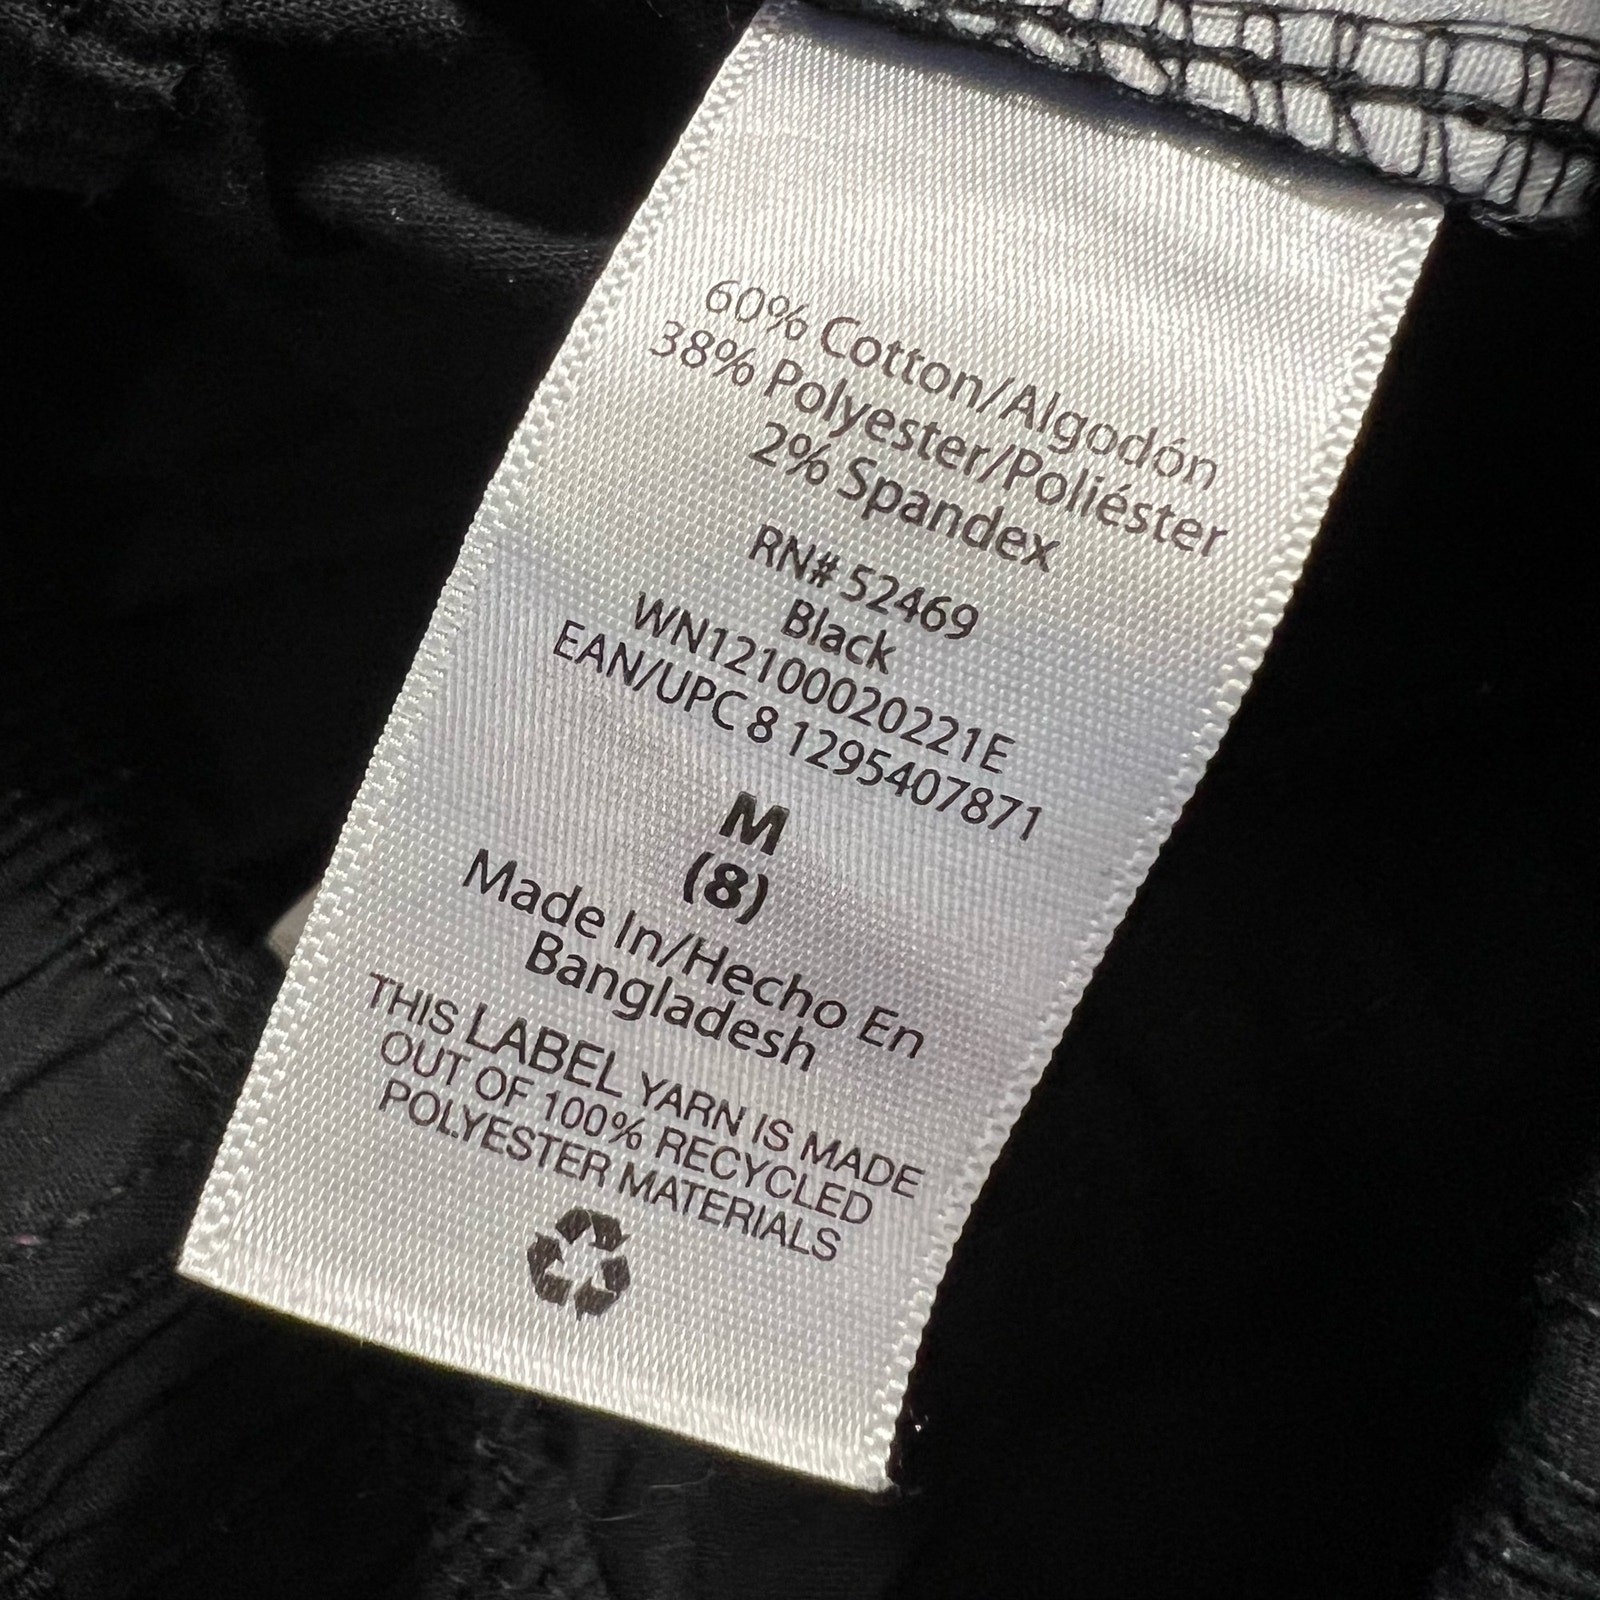 60% Cotton/Algodón
38% Polyester/Poliéster
2% Spandex
RN# 52469
Black
WN12100020221E
EAN/UPC 8 1295407871
M
(8)
Made In/Hecho En
Bangladesh
THIS LABEL YARN IS MADE
OUT OF 100% RECYCLED
POLYESTER MATERIALS